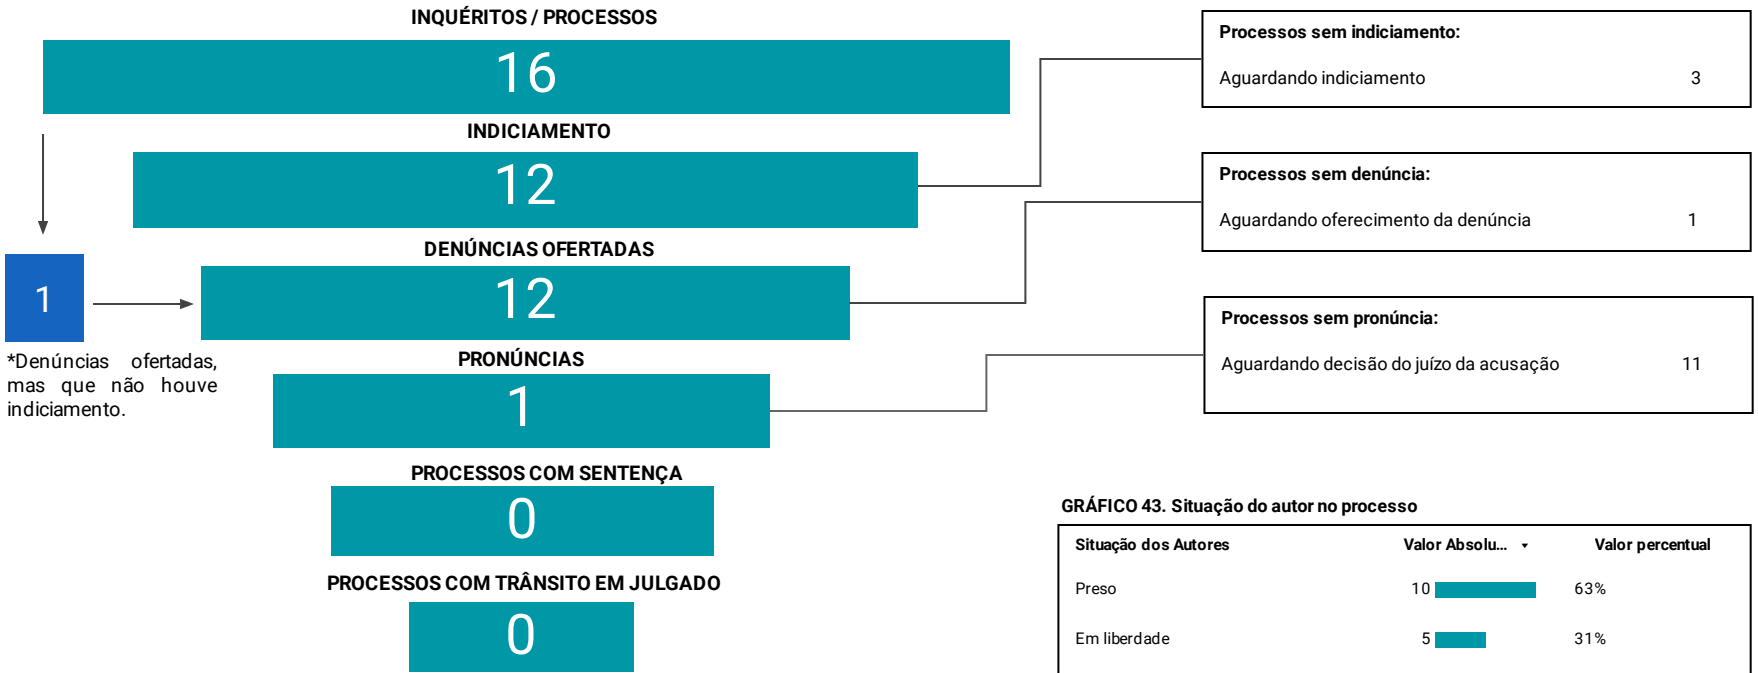 INQUÉRITOS / PROCESSOS
16
INDICIAMENTO
12
DENÚNCIAS OFERTADAS
12
1
*Denúncias ofertadas,
mas que não houve
indiciamento.
PRONÚNCIAS
1
PROCESSOS COM SENTENÇA
0
PROCESSOS COM TRÂNSITO EM JULGADO
0
Processos sem indiciamento:
Aguardando indiciamento 3
Processos sem denúncia:
Aguardando oferecimento da denúncia 1
Processos sem pronúncia:
Aguardando decisão do juízo da acusação 11
GRÁFICO 43. Situação do autor no processo
Situação dos Autores Valor Absolu... Valor percentual
Preso 10 63%
Em liberdade 5 31%